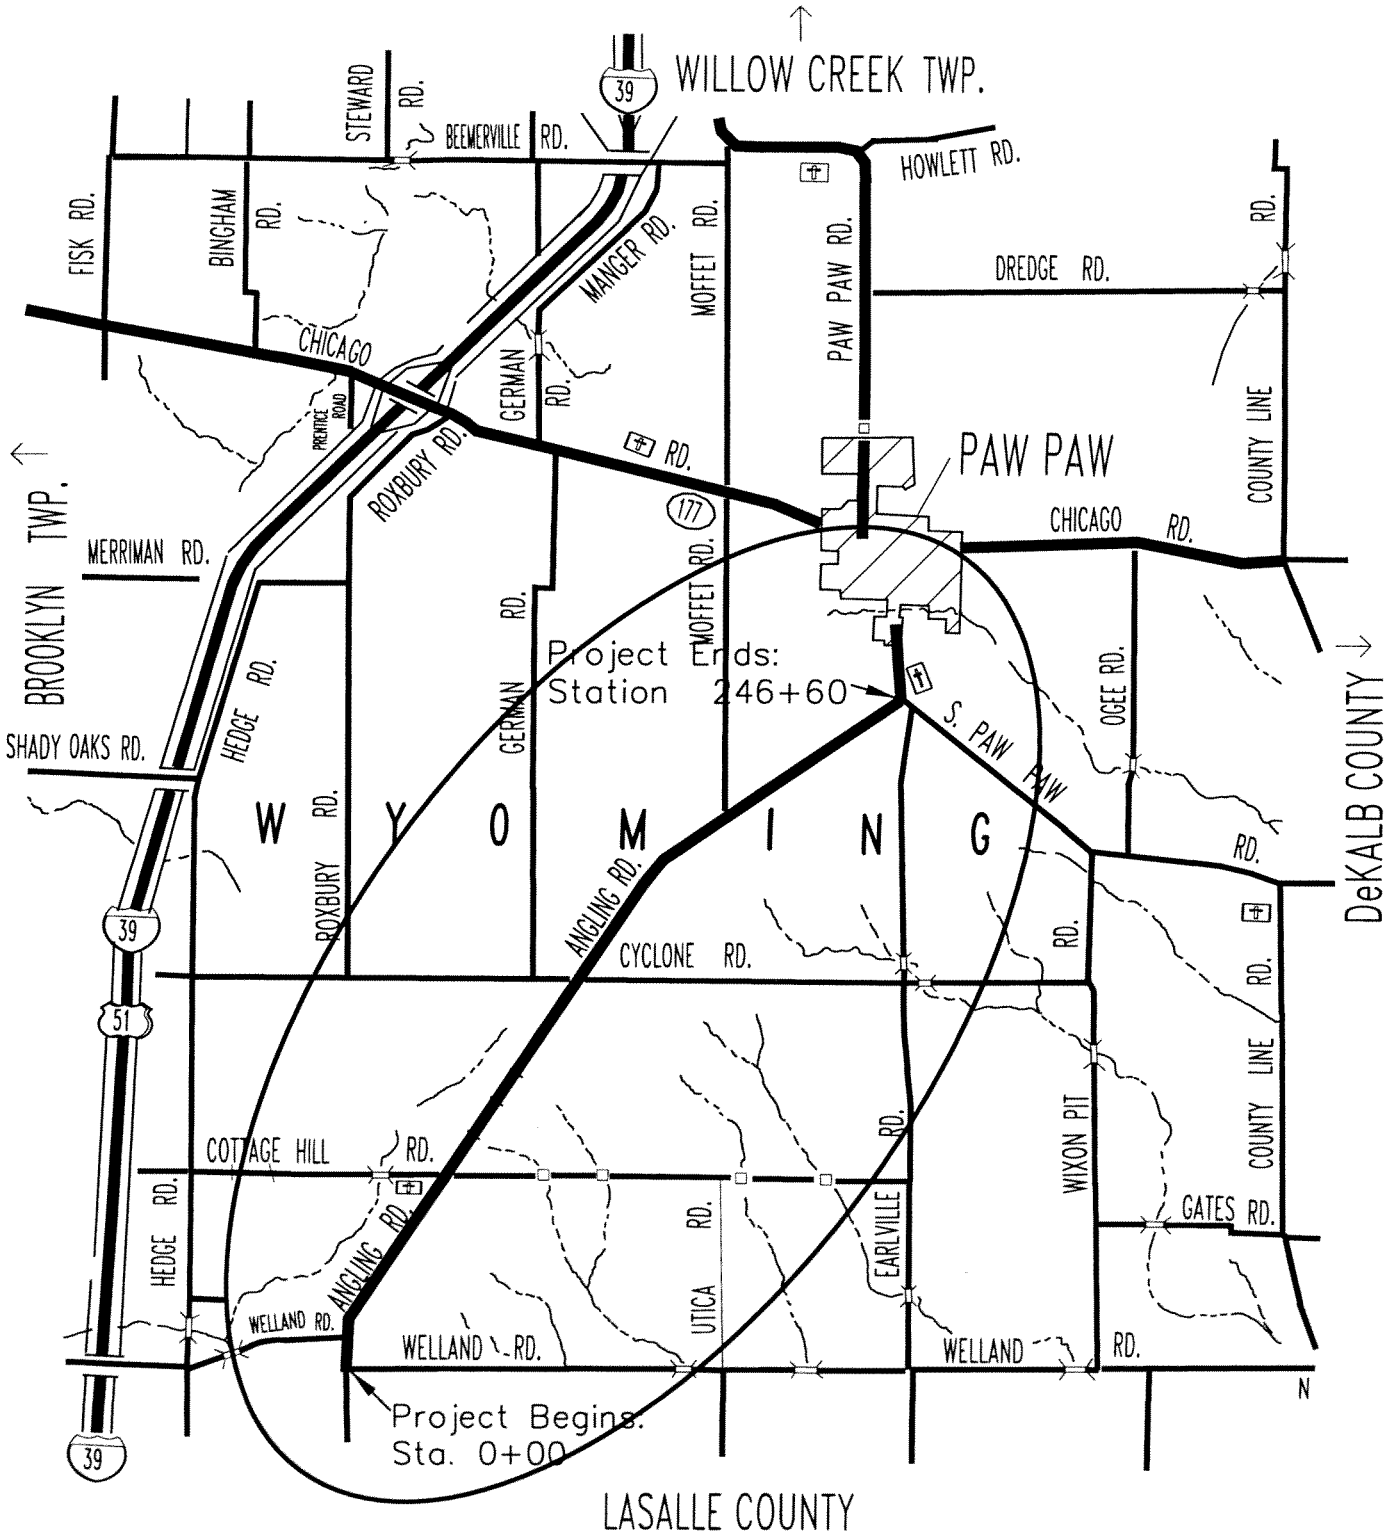 39
WILLOW CREEK TWP.
STEWARD RD.
BEEMERVILLE RD.
HOWLETT RD.
FISK RD.
BINGHAM RD.
MANGER RD.
MOFFET RD.
PAW PAW RD.
DREDGE RD.
COUNTY LINE RD.
CHICAGO RD.
PRENTICE ROAD
GERMAN RD.
ROXBURY RD.
177
PAW PAW
CHICAGO RD.
BROOKLYN TWP.
MERRIMAN RD.
MOFFET RD.
GERMAN RD.
HEDGE RD.
Project Ends:
Station 246+60
OGEE RD.
S. PAW PAW RD.
DeKALB COUNTY
SHADY OAKS RD.
ROXBURY RD.
WYOMING
ANGLING RD.
39
CYCLONE RD.
51
WIXON PIT RD.
COUNTY LINE RD.
COTTAGE HILL RD.
HEDGE RD.
ANGLING RD.
UTICA RD.
EARLVILLE RD.
GATES RD.
WELLAND RD.
WELLAND RD.
WELLAND RD.
N
Project Begins:
Sta. 0+00
39
LASALLE COUNTY